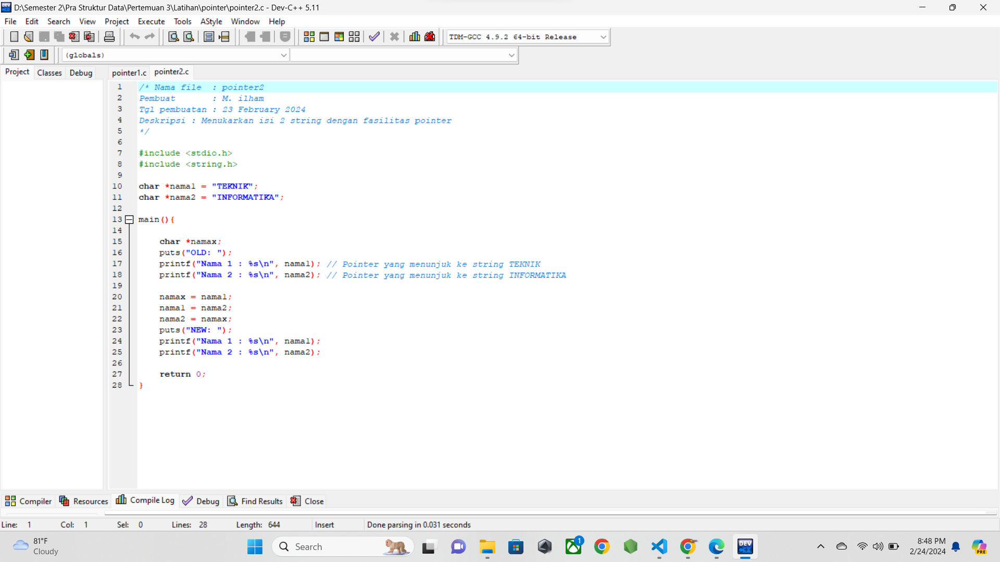 D:\Semester 2\Pra Struktur Data\Pertemuan 3\Latihan\pointer\pointer2.c - Dev-C++ 5.11
File Edit Search View Project Execute Tools AStyle Window Help
TDM-GCC 4.9.2 64-bit Release
(globals)
Project Classes Debug pointer1.c pointer2.c
1 /* Nama file : pointer2
2 Pembuat : M. ilham
3 Tgl pembuatan : 23 February 2024
4 Deskripsi : Menukarkan isi 2 string dengan fasilitas pointer
5 */
6
7 #include <stdio.h>
8 #include <string.h>
9
10 char *nama1 = "TEKNIK";
11 char *nama2 = "INFORMATIKA";
12
13 main(){
14
15 char *namax;
16 puts("OLD: ");
17 printf("Nama 1 : %s\n", nama1); // Pointer yang menunjuk ke string TEKNIK
18 printf("Nama 2 : %s\n", nama2); // Pointer yang menunjuk ke string INFORMATIKA
19
20 namax = nama1;
21 nama1 = nama2;
22 nama2 = namax;
23 puts("NEW: ");
24 printf("Nama 1 : %s\n", nama1);
25 printf("Nama 2 : %s\n", nama2);
26
27 return 0;
28 }
Compiler Resources Compile Log Debug Find Results Close
Line: 1 Col: 1 Sel: 0 Lines: 28 Length: 644 Insert Done parsing in 0.031 seconds
81°F
Cloudy
Search
1
DEV
C++
8:48 PM
2/24/2024
PRE